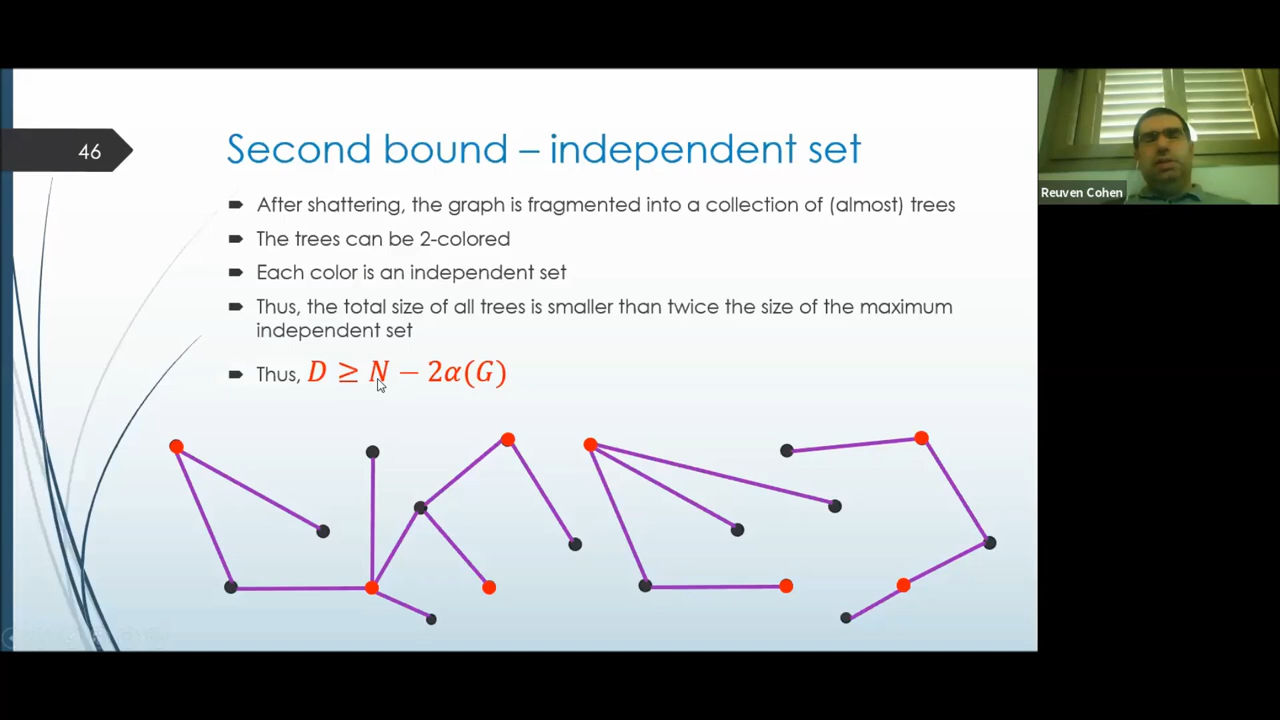 46
Second bound – independent set
After shattering, the graph is fragmented into a collection of (almost) trees
The trees can be 2-colored
Each color is an independent set
Thus, the total size of all trees is smaller than twice the size of the maximum
independent set
Thus, D ≥ N − 2α(G)
Reuven Cohen